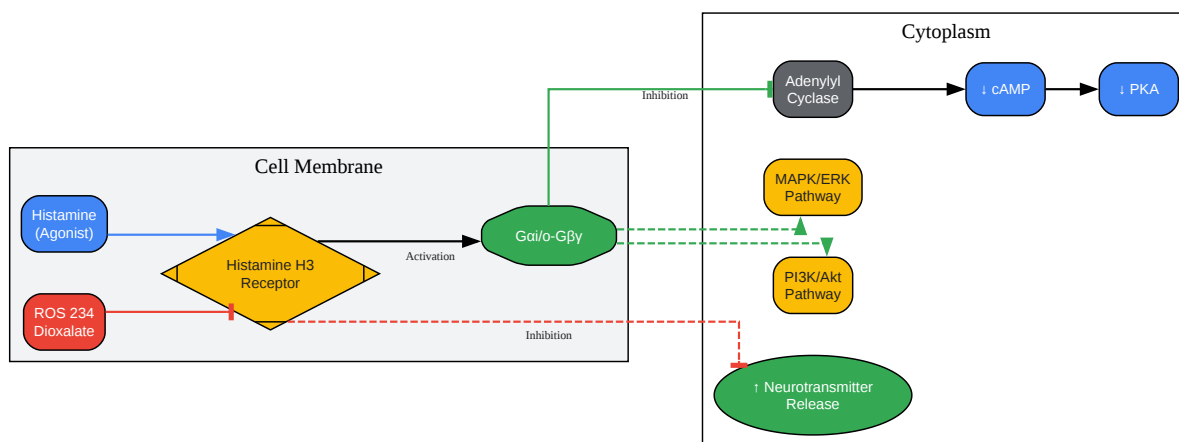 Cytoplasm
Adenylyl
Cyclase
↓ cAMP
↓ PKA
Inhibition
Cell Membrane
MAPK/ERK
Pathway
Histamine
(Agonist)
Gαi/o-Gβγ
Activation
Histamine H3
Receptor
PI3K/Akt
Pathway
ROS 234
Dioxalate
Inhibition
↑ Neurotransmitter
Release